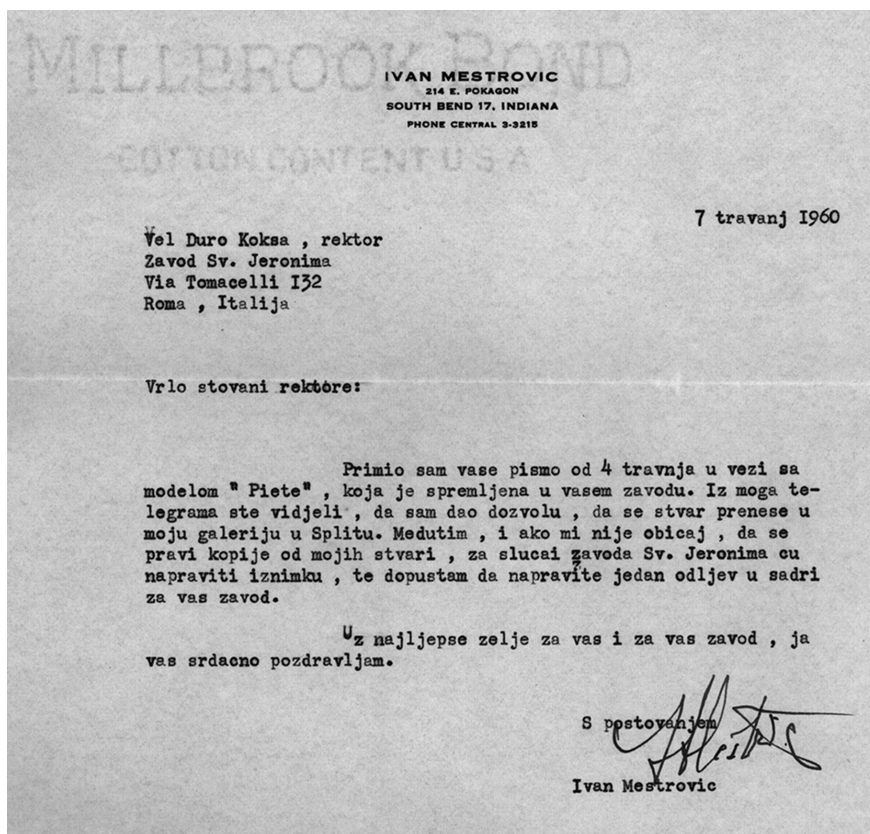 MILLBROOK BOND
IVAN MESTROVIC
214 E. POKAGON
SOUTH BEND 17, INDIANA
PHONE CENTRAL 3-3215
COTTON CONTENT U S A
7 travanj I960
Vel Duro Koksa , rektor
Zavod Sv. Jeronima
Via Tomacelli I32
Roma , Italija
Vrlo stovani rektore:
Primio sam vase pismo od 4 travnja u vezi sa
modelom " Piete" , koja je spremljena u vasem zavodu. Iz moga te-
legrama ste vidjeli , da sam dao dozvolu , da se stvar prenese u
moju galeriju u Splitu. Medutim , i ako mi nije obicaj , da se
pravi kopije od mojih stvari , za slucai zavoda Sv. Jeronima cu
napraviti iznimku , te dopustam da napravite jedan odljev u sadri
za vas zavod.
Uz najljepse zelje za vas i za vas zavod , ja
vas srdacno pozdravljam.
S postovanjem
Ivan Mestrovic